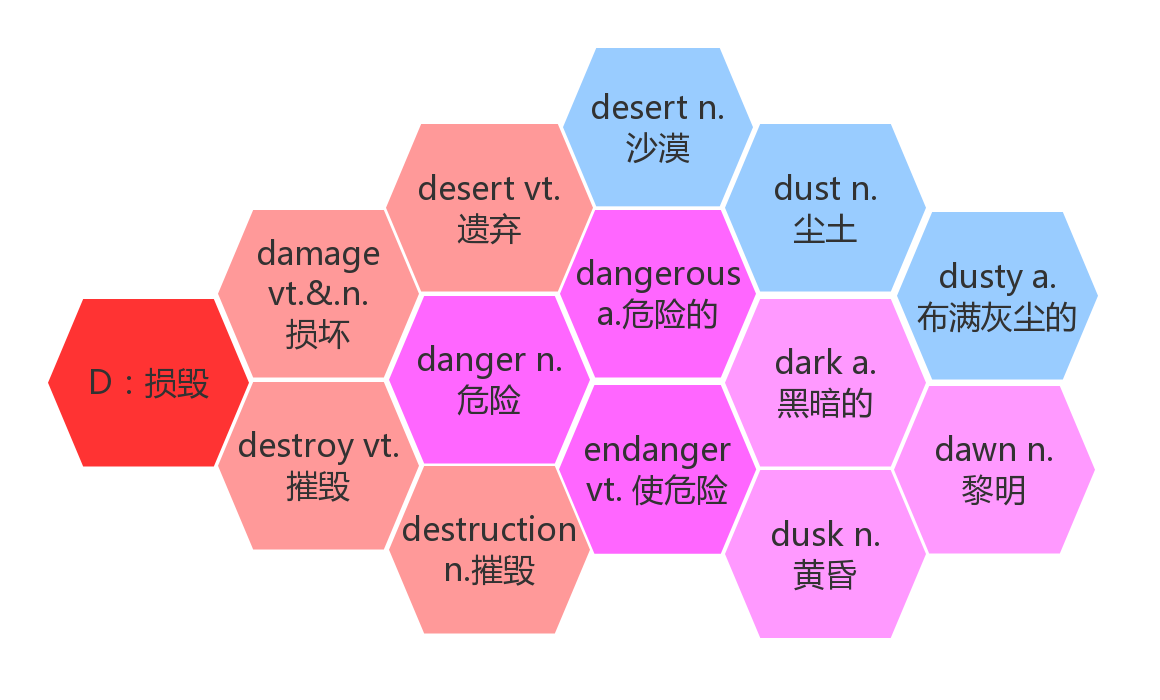 D：损毁
damage
vt.&.n.
损坏
destroy vt.
摧毁
desert vt.
遗弃
danger n.
危险
destruction
n.摧毁
desert n.
沙漠
dangerous
a.危险的
endanger
vt. 使危险
dust n.
尘土
dark a.
黑暗的
dusk n.
黄昏
dusty a.
布满灰尘的
dawn n.
黎明